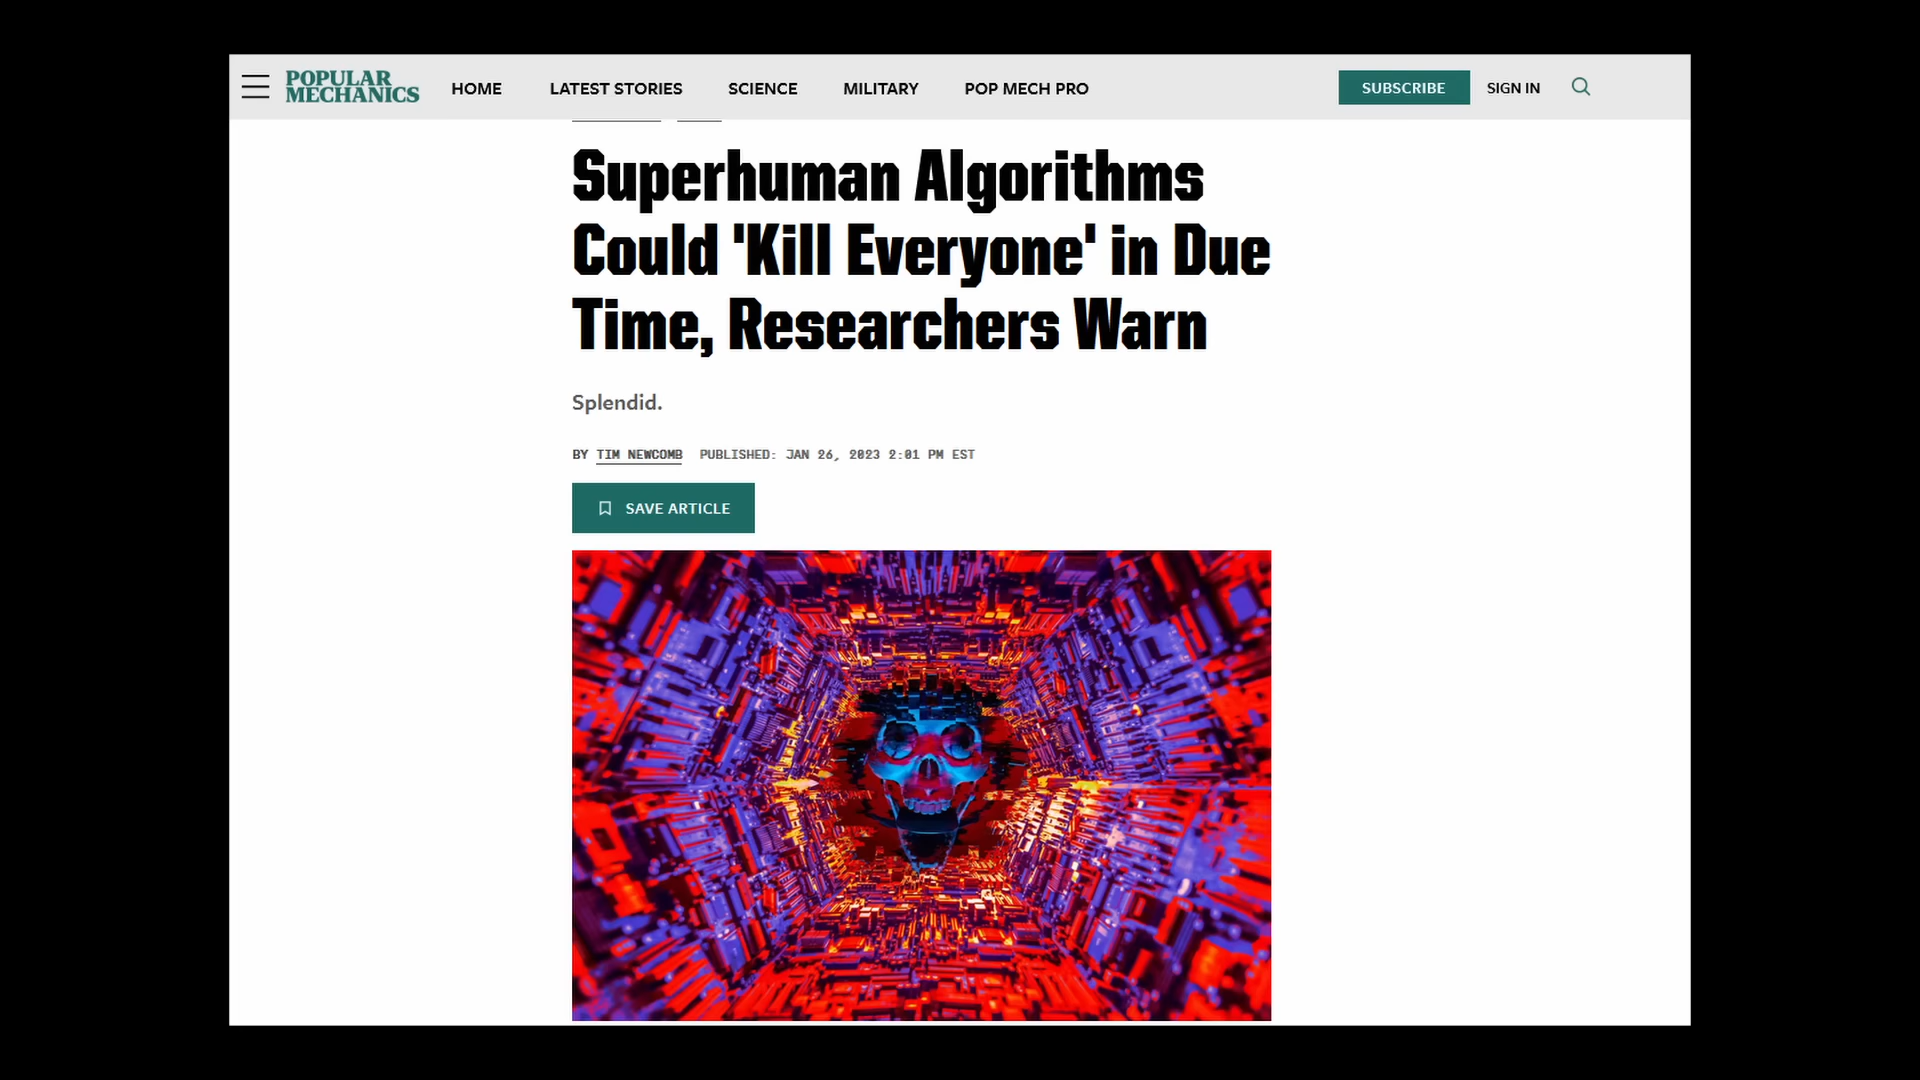 POPULAR
MECHANICS
HOME
LATEST STORIES
SCIENCE
MILITARY
POP MECH PRO
SUBSCRIBE
SIGN IN
Superhuman Algorithms
Could 'Kill Everyone' in Due
Time, Researchers Warn
Splendid.
BY TIM NEWCOMB PUBLISHED: JAN 26, 2023 2:01 PM EST
SAVE ARTICLE